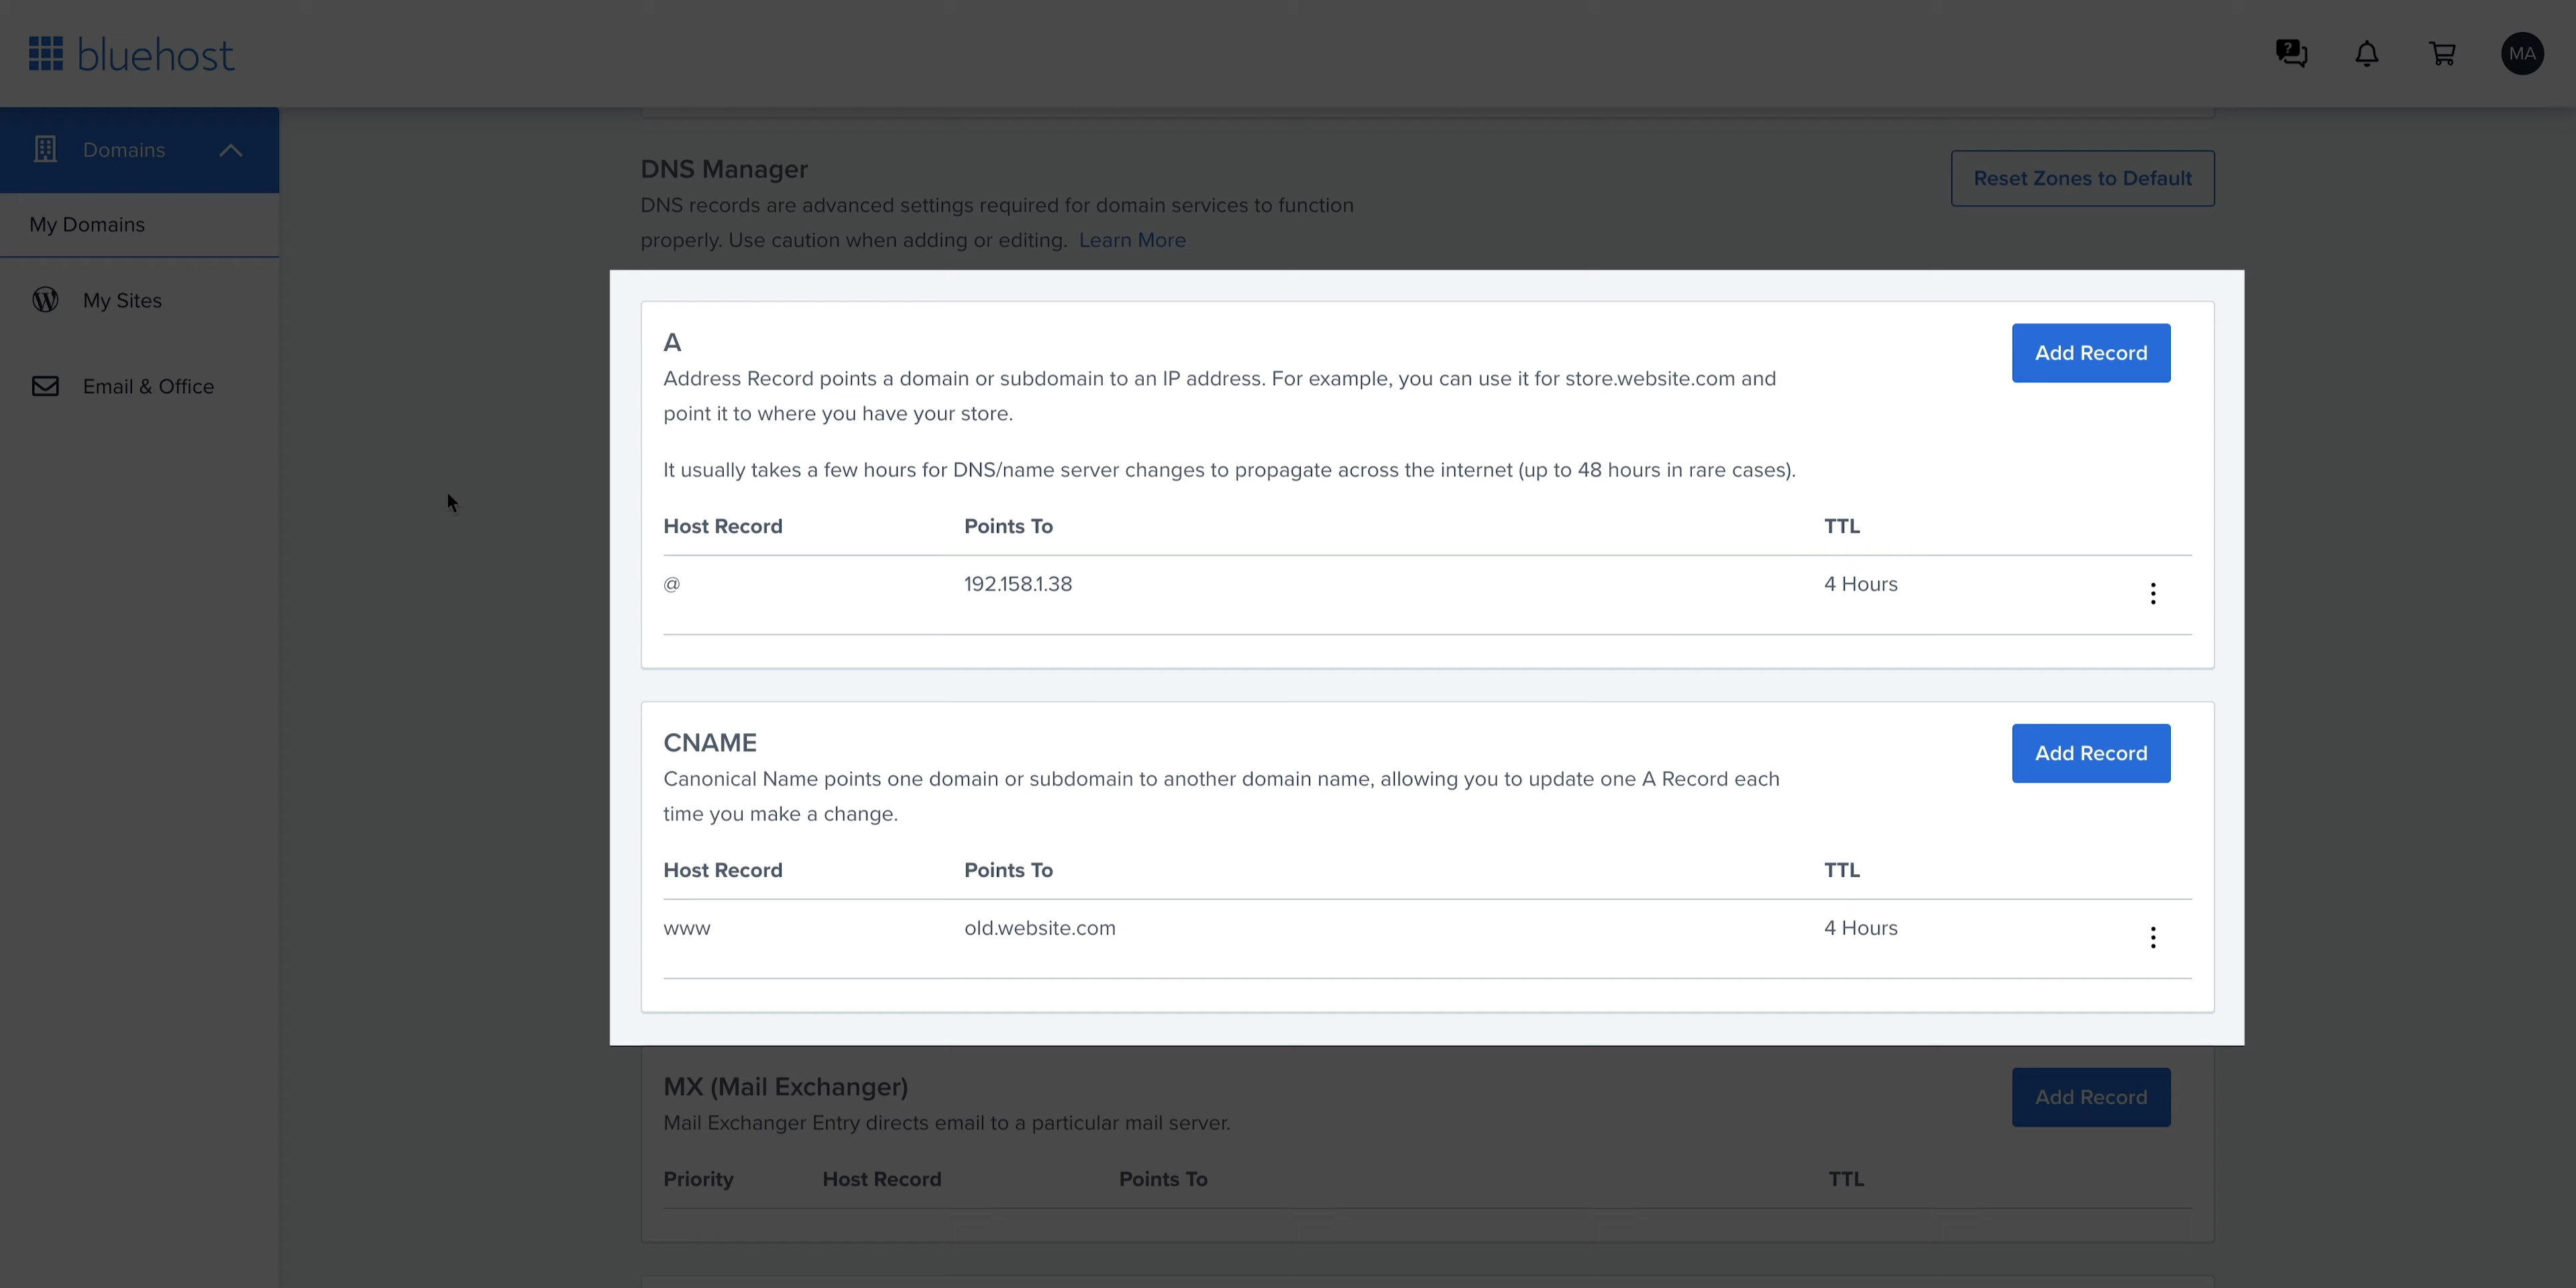 bluehost
MA
Domains
My Domains
My Sites
Email & Office
DNS Manager
Reset Zones to Default
DNS records are advanced settings required for domain services to function
properly. Use caution when adding or editing. Learn More
A
Add Record
Address Record points a domain or subdomain to an IP address. For example, you can use it for store.website.com and
point it to where you have your store.
It usually takes a few hours for DNS/name server changes to propagate across the internet (up to 48 hours in rare cases).
Host Record Points To TTL
@ 192.158.1.38 4 Hours
CNAME
Add Record
Canonical Name points one domain or subdomain to another domain name, allowing you to update one A Record each
time you make a change.
Host Record Points To TTL
www old.website.com 4 Hours
MX (Mail Exchanger)
Add Record
Mail Exchanger Entry directs email to a particular mail server.
Priority Host Record Points To TTL